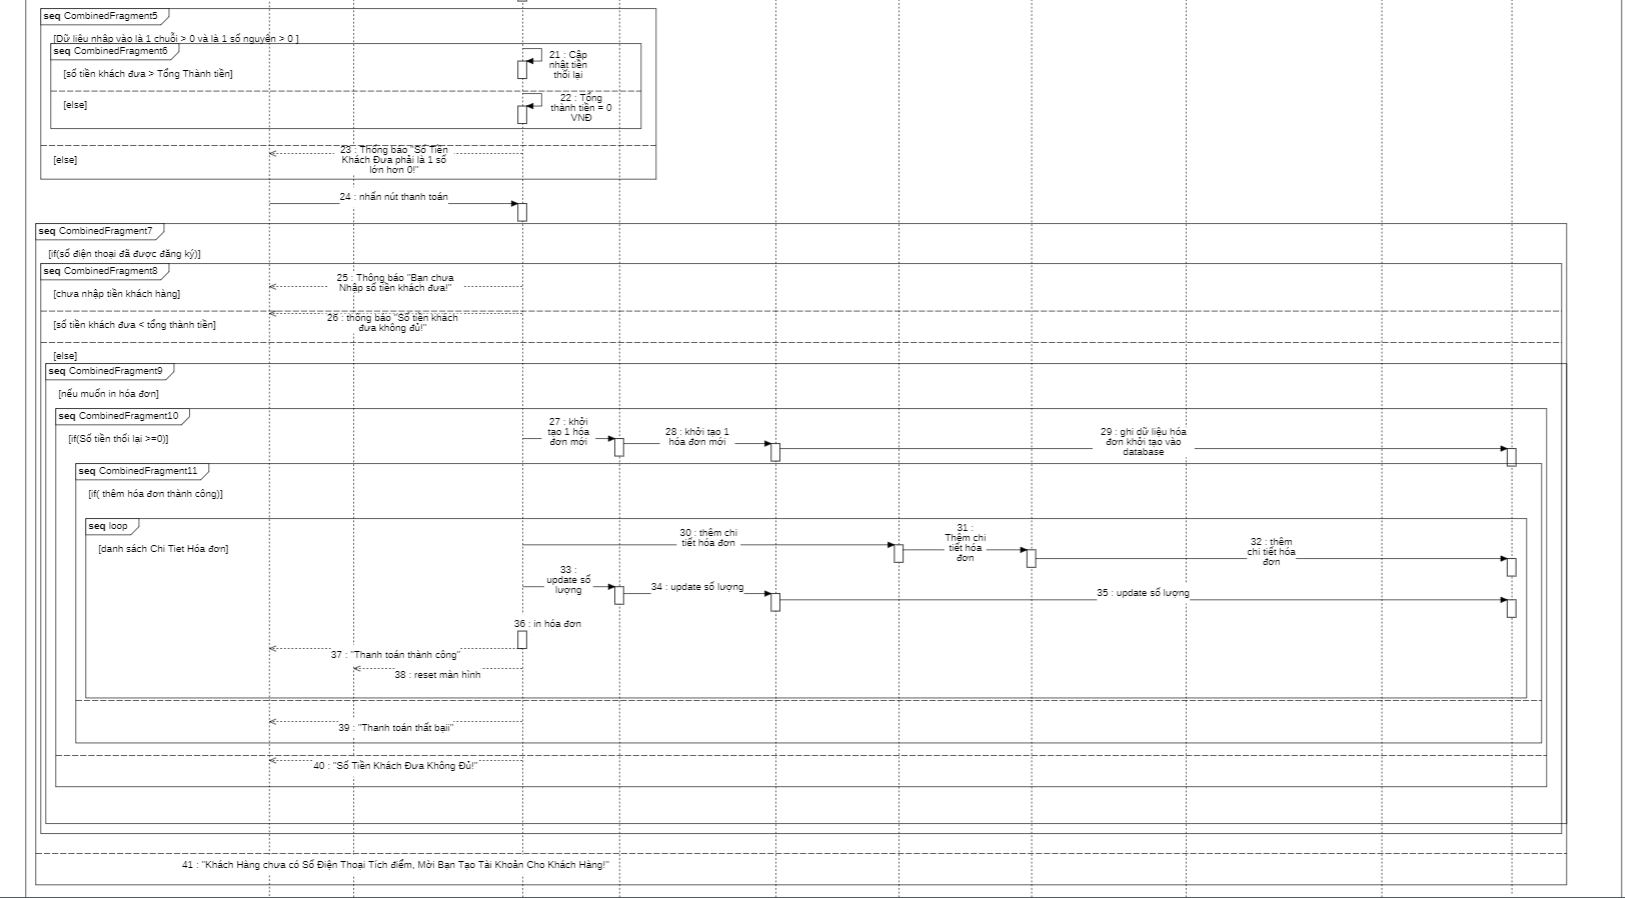 seq CombinedFragment5
[Dữ liệu nhập vào là 1 chuỗi > 0 và là 1 số nguyên > 0 ]
seq CombinedFragment6
21 : Cập
nhật tiền
thối lại
[số tiền khách đưa > Tổng Thành tiền]
[else]
22 : Tổng
thành tiền = 0
VNĐ
[else]
23 : Thông báo "Số Tiền
Khách Đưa phải là 1 số
lớn hơn 0!"
24 : nhấn nút thanh toán
seq CombinedFragment7
[if(số điện thoại đã được đăng ký)]
seq CombinedFragment8
25 : Thông báo "Bạn chưa
Nhập số tiền khách đưa!"
[chưa nhập tiền khách hàng]
26 : thông báo "Số tiền khách
đưa không đủ!"
[số tiền khách đưa < tổng thành tiền]
[else]
seq CombinedFragment9
[nếu muốn in hóa đơn]
seq CombinedFragment10
[if(Số tiền thối lại >=0)]
27 : khởi
tạo 1 hóa
đơn mới
28 : khởi tạo 1
hóa đơn mới
29 : ghi dữ liệu hóa
đơn khởi tạo vào
database
seq CombinedFragment11
[if( thêm hóa đơn thành công)]
seq loop
[danh sách Chi Tiet Hóa đơn]
30 : thêm chi
tiết hóa đơn
31 :
Thêm chi
tiết hóa
đơn
32 : thêm
chi tiết hóa
đơn
33 :
update số
lượng
34 : update số lượng
35 : update số lượng
36 : in hóa đơn
37 : "Thanh toán thành công"
38 : reset màn hình
39 : "Thanh toán thất bại!"
40 : "Số Tiền Khách Đưa Không Đủ!"
41 : "Khách Hàng chưa có Số Điện Thoại Tích điểm, Mời Bạn Tạo Tài Khoản Cho Khách Hàng!"